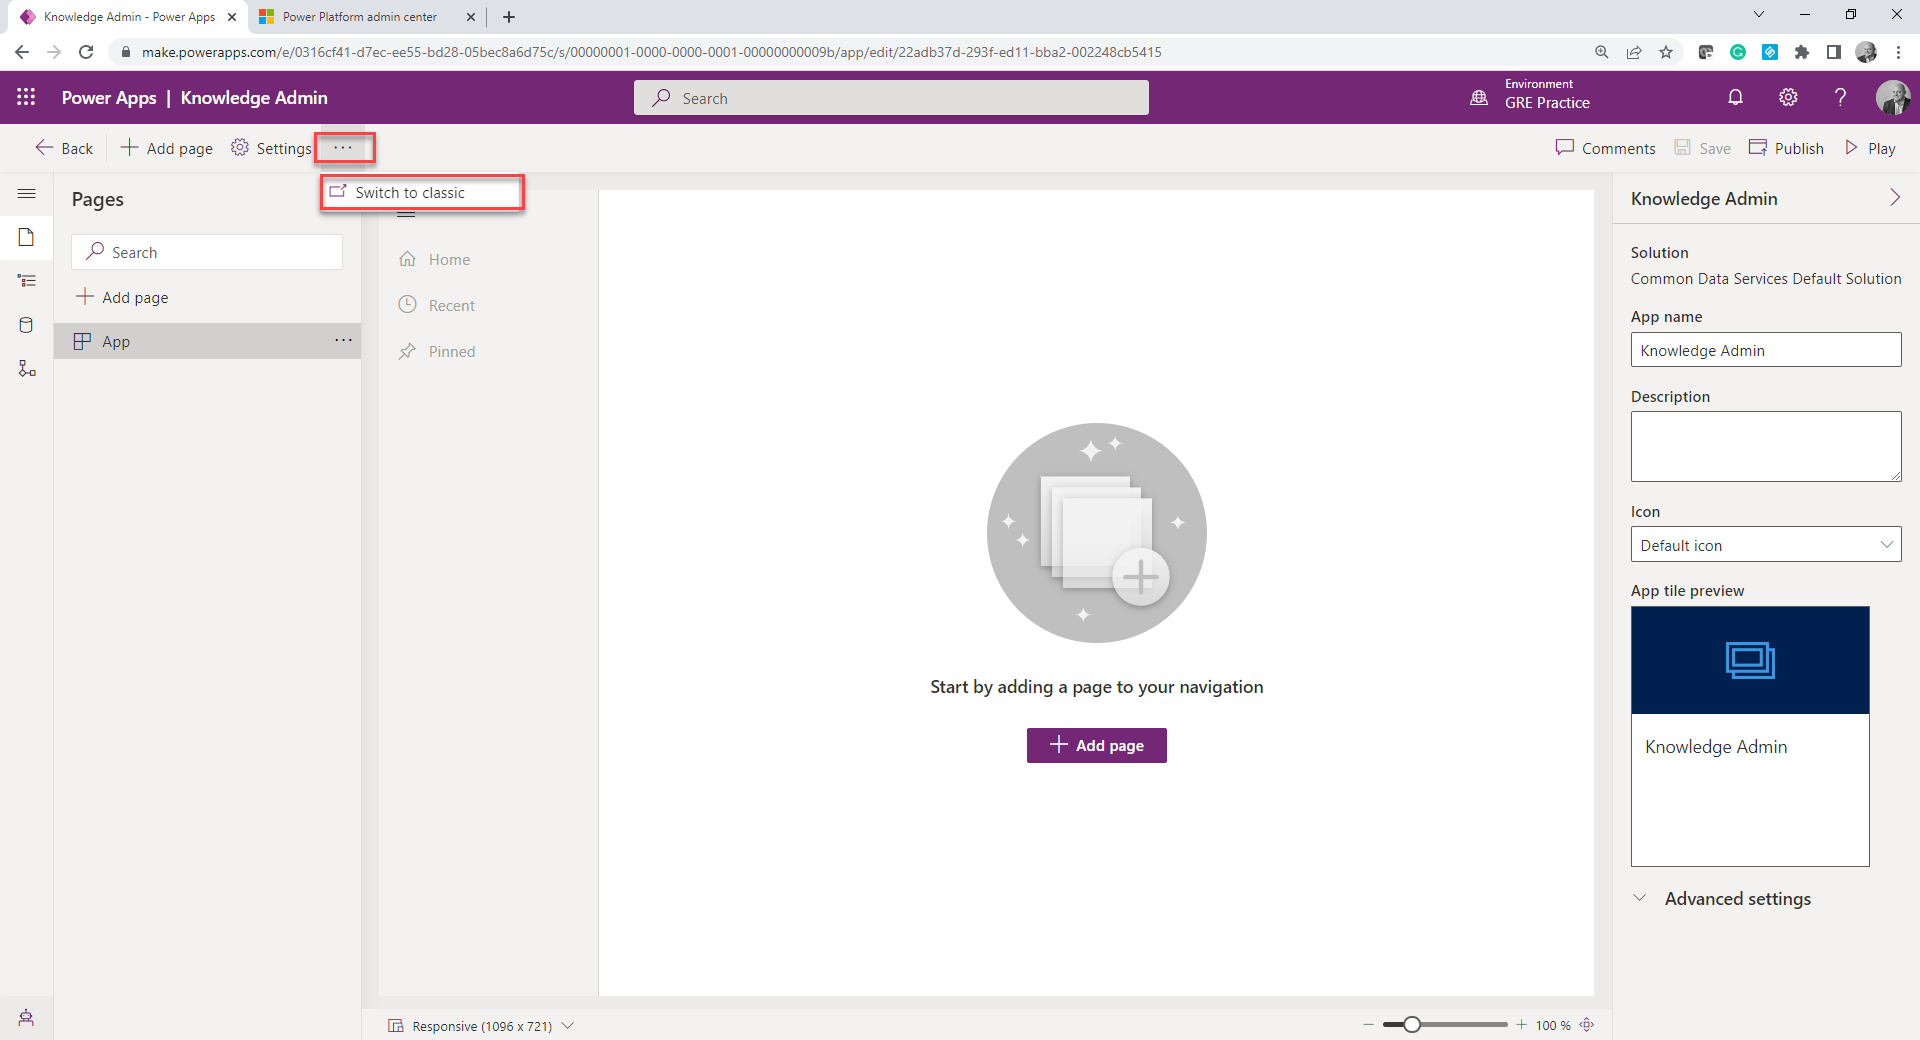 Knowledge Admin - Power Apps
Power Platform admin center
make.powerapps.com/e/0316cf41-d7ec-ee55-bd28-05bec8a6d75c/s/00000001-0000-0000-0001-00000000009b/app/edit/22adb37d-293f-ed11-bba2-002248cb5415
Power Apps | Knowledge Admin
Search
Environment
GRE Practice
Back
Add page
Settings
...
Comments
Save
Publish
Play
Switch to classic
Pages
Search
Add page
App
...
Home
Recent
Pinned
Start by adding a page to your navigation
Add page
Responsive (1096 x 721)
100 %
Knowledge Admin
Solution
Common Data Services Default Solution
App name
Knowledge Admin
Description
Icon
Default icon
App tile preview
Knowledge Admin
Advanced settings